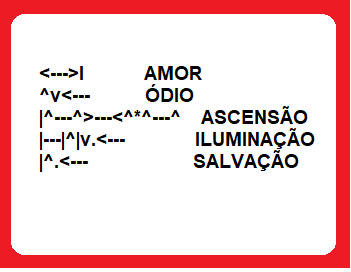 <--->l AMOR
^v<--- ÓDIO
|^---^>---<^*^---^ ASCENSÃO
|---|^|v.<--- ILUMINAÇÃO
|^.<--- SALVAÇÃO